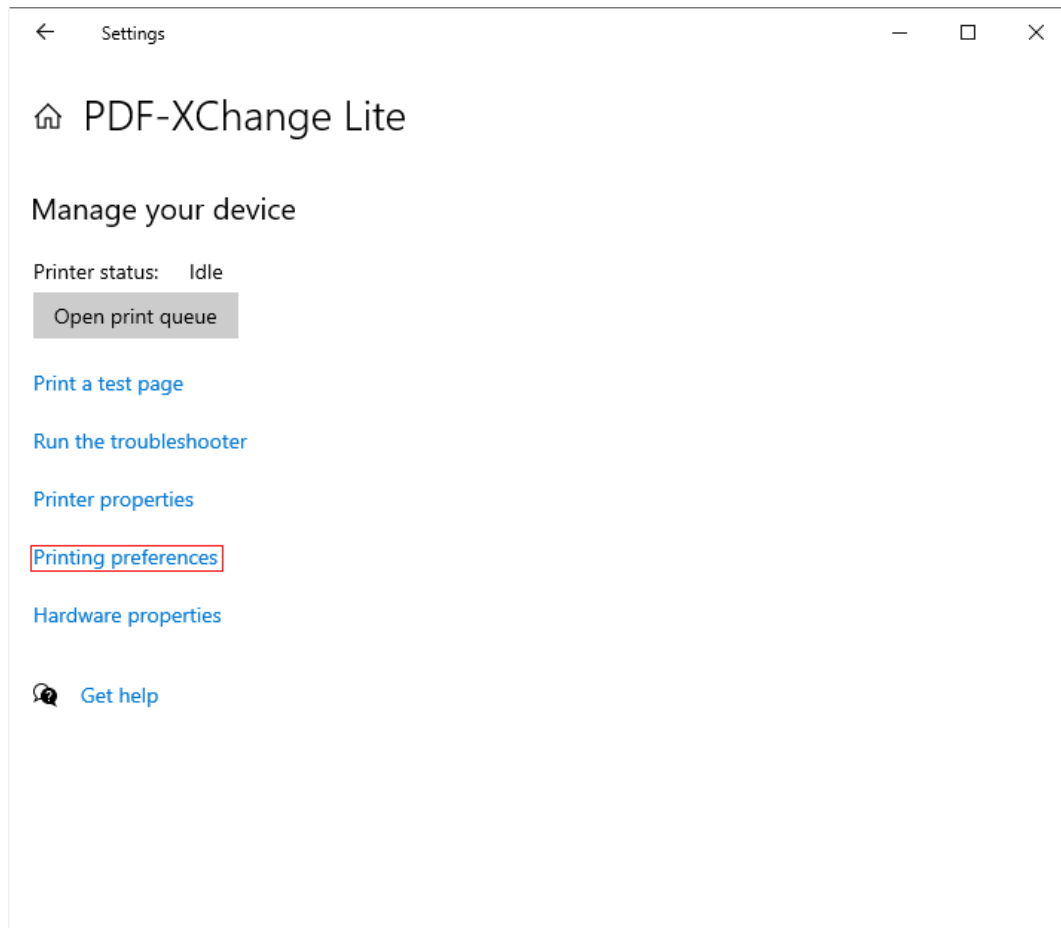 Settings
PDF-XChange Lite
Manage your device
Printer status: Idle
Open print queue
Print a test page
Run the troubleshooter
Printer properties
Printing preferences
Hardware properties
Get help